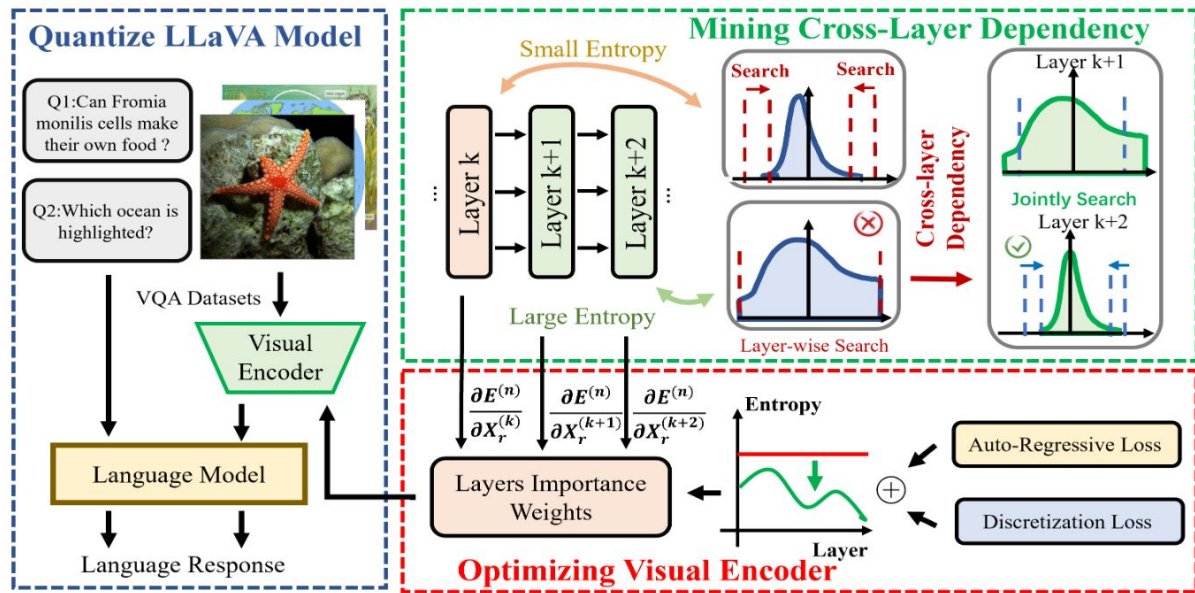 Quantize LLaVA Model
Q1:Can Fromia
monilis cells make
their own food ?
Q2:Which ocean is
highlighted?
VQA Datasets
Visual
Encoder
Language Model
Language Response
Mining Cross-Layer Dependency
Small Entropy
...
Layer k
Layer k+1
Layer k+2
...
Large Entropy
Search
Search
Layer-wise Search
Cross-layer
Dependency
Layer k+1
Jointly Search
Layer k+2
∂E^(n)
∂X_r^(k)
∂E^(n)
∂X_r^(k+1)
∂E^(n)
∂X_r^(k+2)
Layers Importance
Weights
Entropy
Layer
+
Auto-Regressive Loss
Discretization Loss
Optimizing Visual Encoder